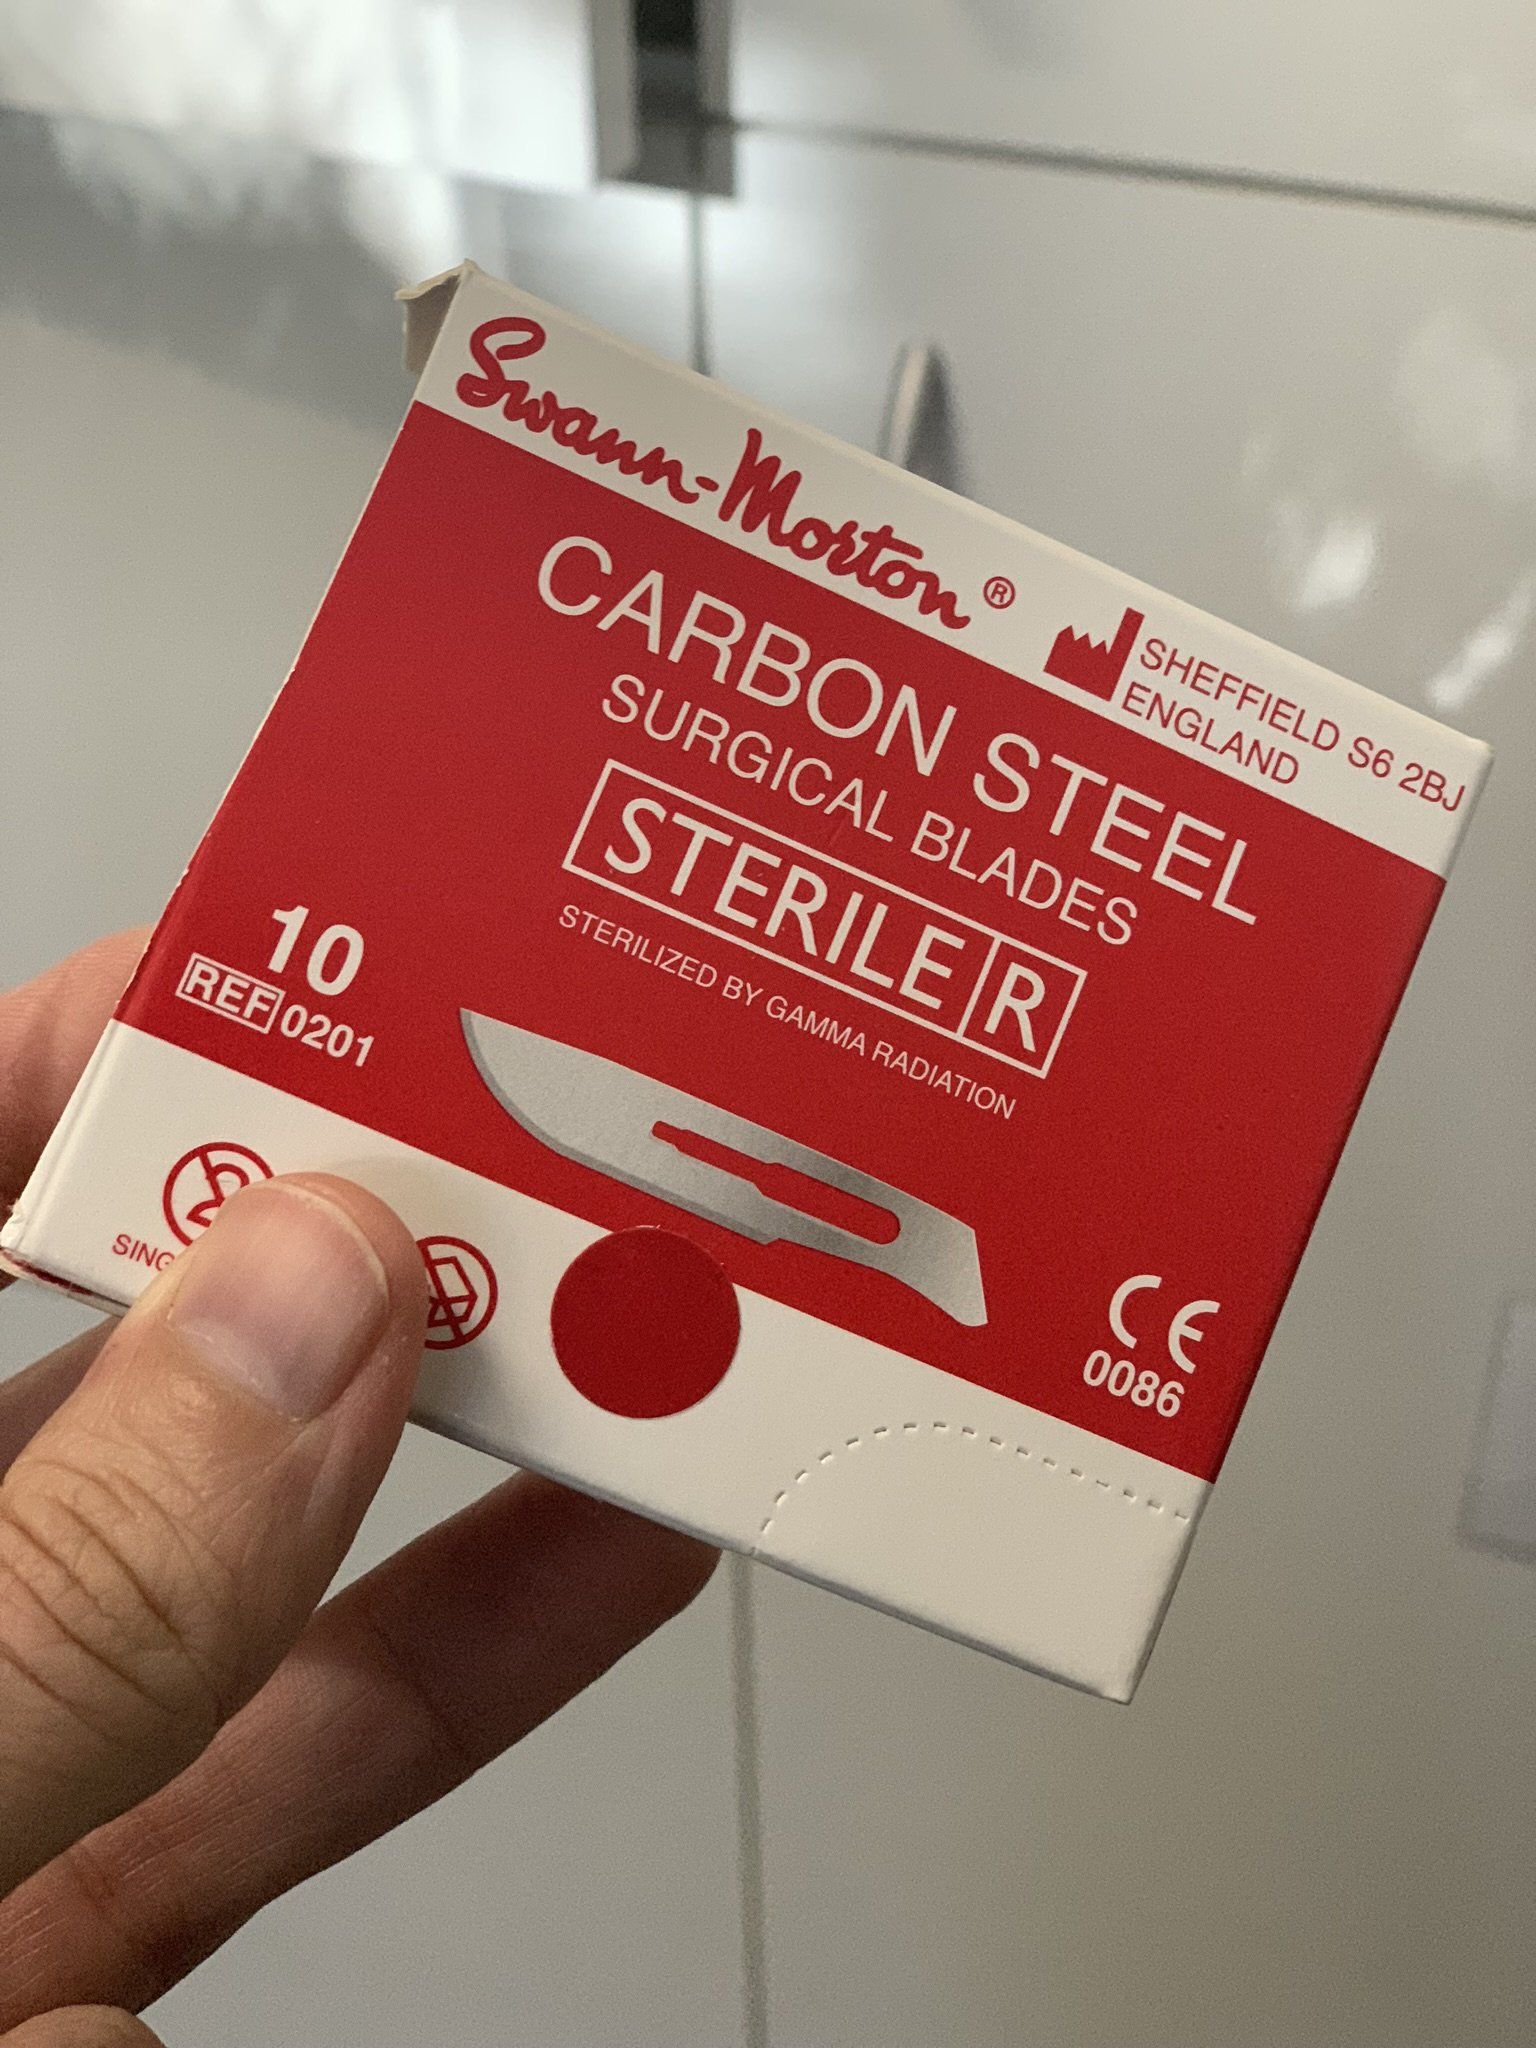 Swann-Morton®
SHEFFIELD S6 2BJ
ENGLAND
CARBON STEEL
SURGICAL BLADES
STERILE R
STERILIZED BY GAMMA RADIATION
10
REF 0201
2
CE
0086